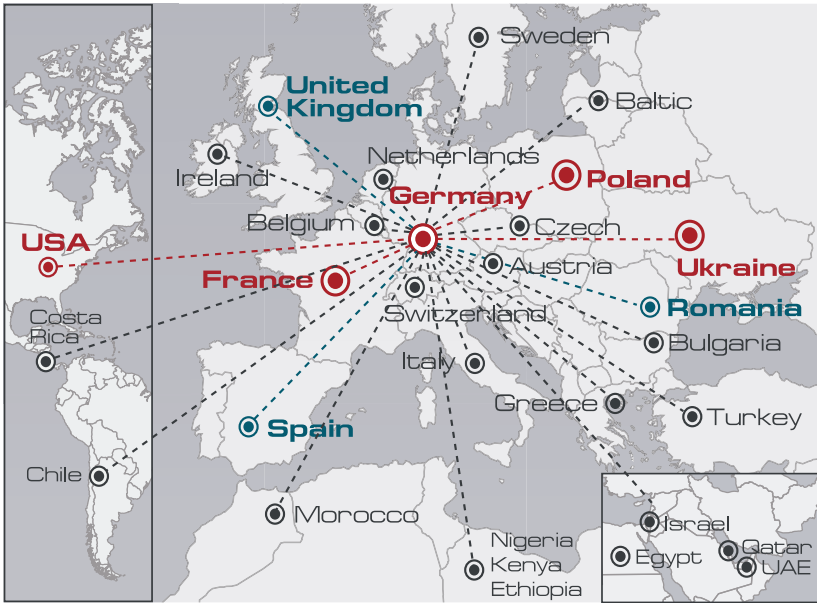 Sweden
United
Kingdom
Baltic
Ireland
Netherlands
Germany
Poland
Belgium
Czech
USA
Ukraine
France
Austria
Switzerland
Romania
Costa
Rica
Bulgaria
Italy
Greece
Turkey
Spain
Chile
Morocco
Nigeria
Kenya
Ethiopia
Israel
Egypt
Qatar
UAE